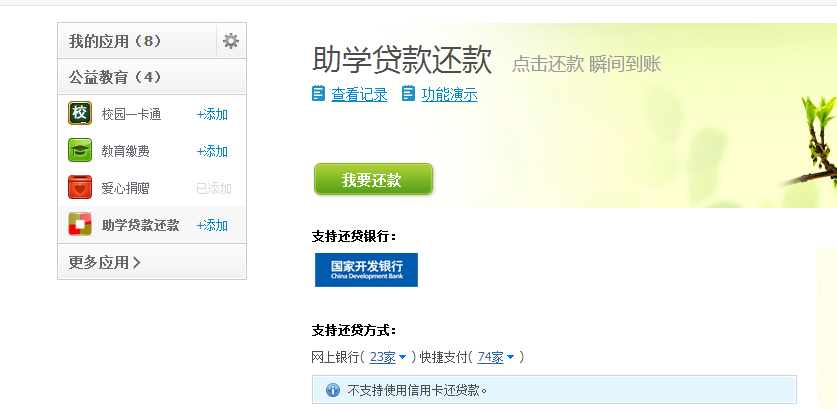 我的应用（8）
公益教育（4）
校 校园一卡通 +添加
教育缴费 +添加
爱心捐赠 已添加
助学贷款还款 +添加
更多应用
助学贷款还款 点击还款 瞬间到账
查看记录 功能演示
我要还款
支持还贷银行：
国家开发银行
China Development Bank
支持还贷方式：
网上银行( 23家 ) 快捷支付( 74家 )
不支持使用信用卡还贷款。